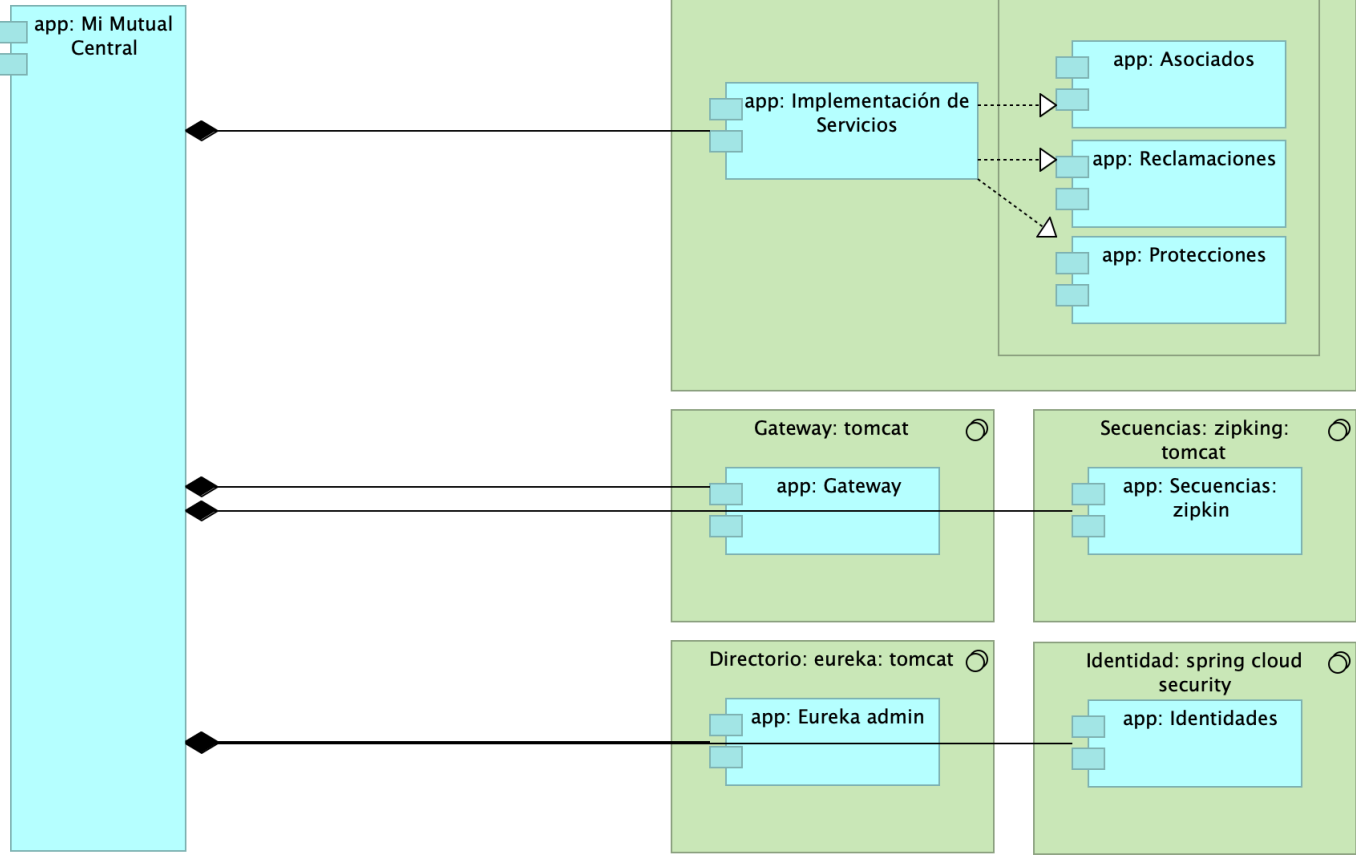 app: Mi Mutual
Central
app: Implementación de
Servicios
app: Asociados
app: Reclamaciones
app: Protecciones
Gateway: tomcat
app: Gateway
Secuencias: zipking:
tomcat
app: Secuencias:
zipkin
Directorio: eureka: tomcat
app: Eureka admin
Identidad: spring cloud
security
app: Identidades